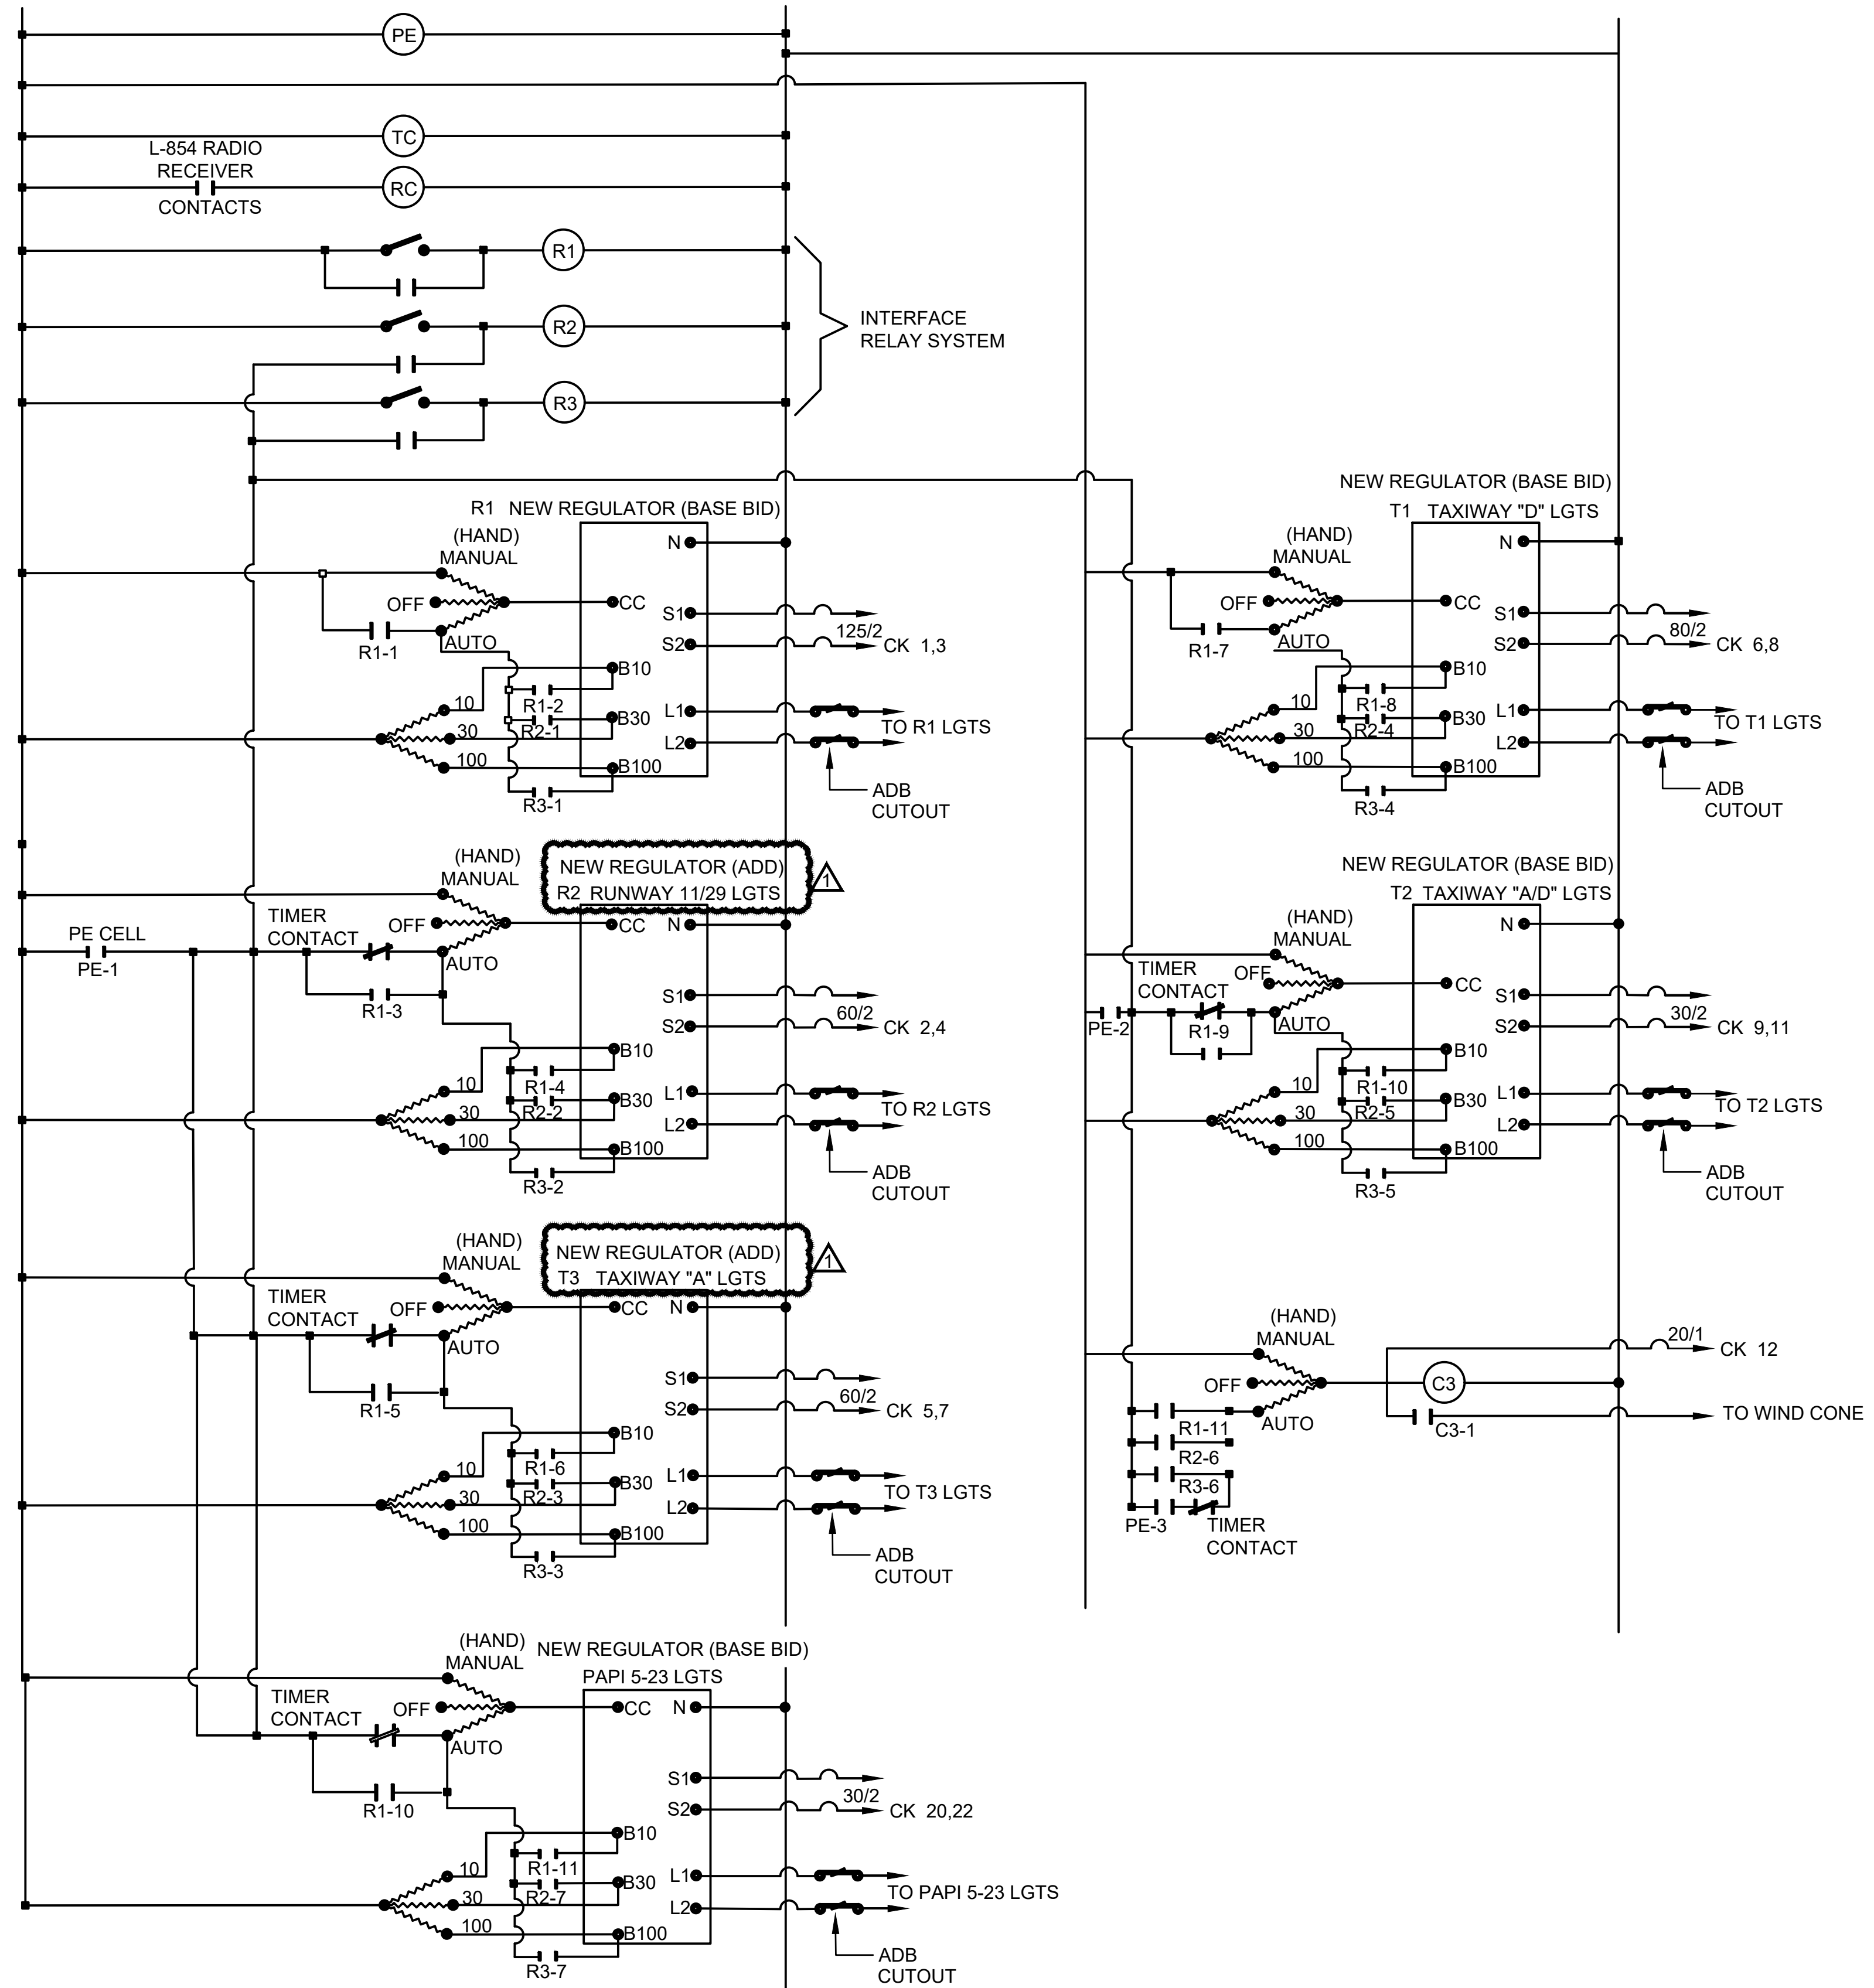 PE
TC
L-854 RADIO
RECEIVER
CONTACTS
RC
R1
R2
R3
INTERFACE
RELAY SYSTEM
R1 NEW REGULATOR (BASE BID)
(HAND)
MANUAL
OFF
AUTO
R1-1
N
CC
S1
S2
125/2
CK 1,3
B10
R1-2
B30
R2-1
10
30
100
B100
R3-1
L1
L2
TO R1 LGTS
ADB
CUTOUT
NEW REGULATOR (ADD)
R2 RUNWAY 11/29 LGTS
1
(HAND)
MANUAL
TIMER
CONTACT
OFF
AUTO
PE CELL
PE-1
R1-3
CC
N
S1
S2
60/2
CK 2,4
B10
R1-4
B30
R2-2
10
30
100
B100
R3-2
L1
L2
TO R2 LGTS
ADB
CUTOUT
NEW REGULATOR (ADD)
T3 TAXIWAY "A" LGTS
1
(HAND)
MANUAL
TIMER
CONTACT
OFF
AUTO
R1-5
CC
N
S1
S2
60/2
CK 5,7
B10
R1-6
B30
R2-3
10
30
100
B100
R3-3
L1
L2
TO T3 LGTS
ADB
CUTOUT
NEW REGULATOR (BASE BID)
PAPI 5-23 LGTS
(HAND)
MANUAL
TIMER
CONTACT
OFF
AUTO
R1-10
CC
N
S1
S2
30/2
CK 20,22
B10
R1-11
B30
R2-7
10
30
100
B100
R3-7
L1
L2
TO PAPI 5-23 LGTS
ADB
CUTOUT
NEW REGULATOR (BASE BID)
T1 TAXIWAY "D" LGTS
(HAND)
MANUAL
OFF
AUTO
R1-7
N
CC
S1
S2
80/2
CK 6,8
B10
R1-8
B30
R2-4
10
30
100
B100
R3-4
L1
L2
TO T1 LGTS
ADB
CUTOUT
NEW REGULATOR (BASE BID)
T2 TAXIWAY "A/D" LGTS
(HAND)
MANUAL
TIMER
CONTACT
OFF
AUTO
PE-2
R1-9
N
CC
S1
S2
30/2
CK 9,11
B10
R1-10
B30
R2-5
10
30
100
B100
R3-5
L1
L2
TO T2 LGTS
ADB
CUTOUT
(HAND)
MANUAL
OFF
AUTO
R1-11
R2-6
R3-6
PE-3
TIMER
CONTACT
C3
20/1
CK 12
C3-1
TO WIND CONE